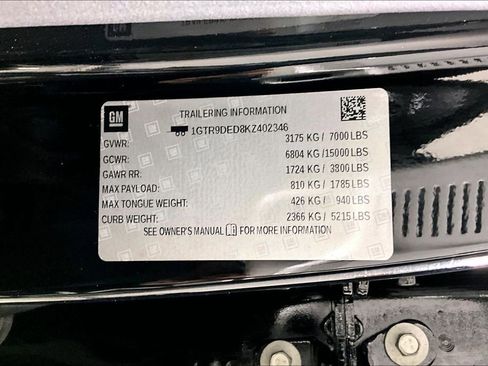 GM
TRAILERING INFORMATION
1GTR9DED8KZ402346
GVWR: 3175 KG / 7000 LBS
GCWR: 6804 KG /15000 LBS
GAWR RR: 1724 KG / 3800 LBS
MAX PAYLOAD: 810 KG / 1785 LBS
MAX TONGUE WEIGHT: 426 KG / 940 LBS
CURB WEIGHT: 2366 KG / 5215 LBS
SEE OWNER'S MANUAL FOR MORE INFORMATION